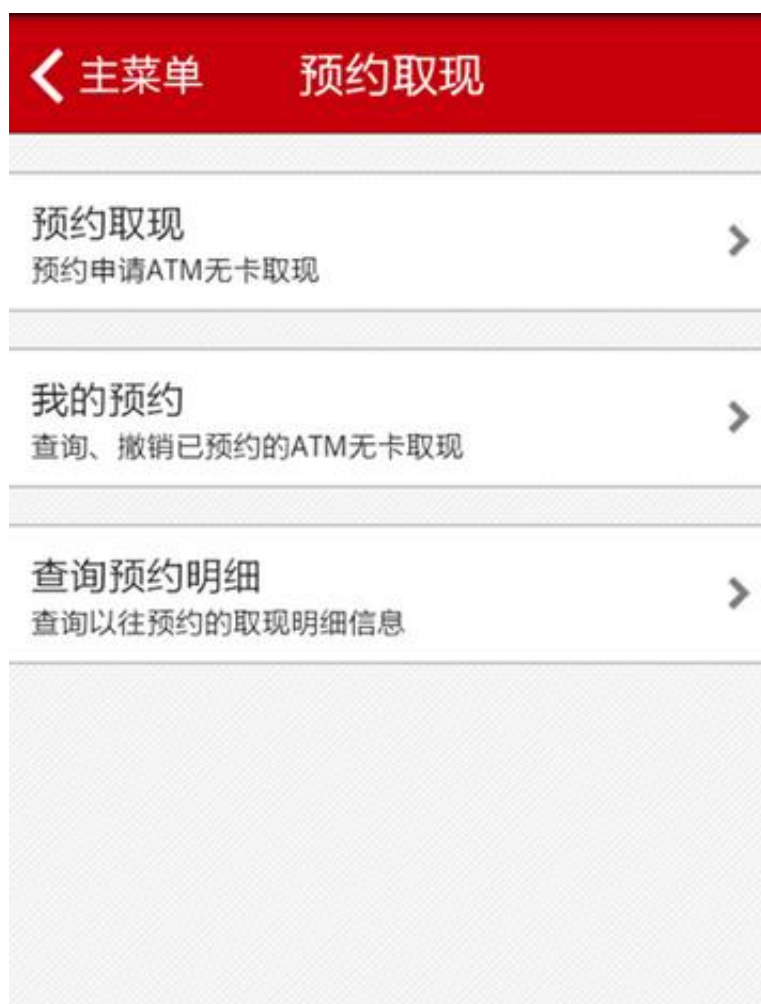 主菜单 预约取现
预约取现
预约申请ATM无卡取现
我的预约
查询、撤销已预约的ATM无卡取现
查询预约明细
查询以往预约的取现明细信息